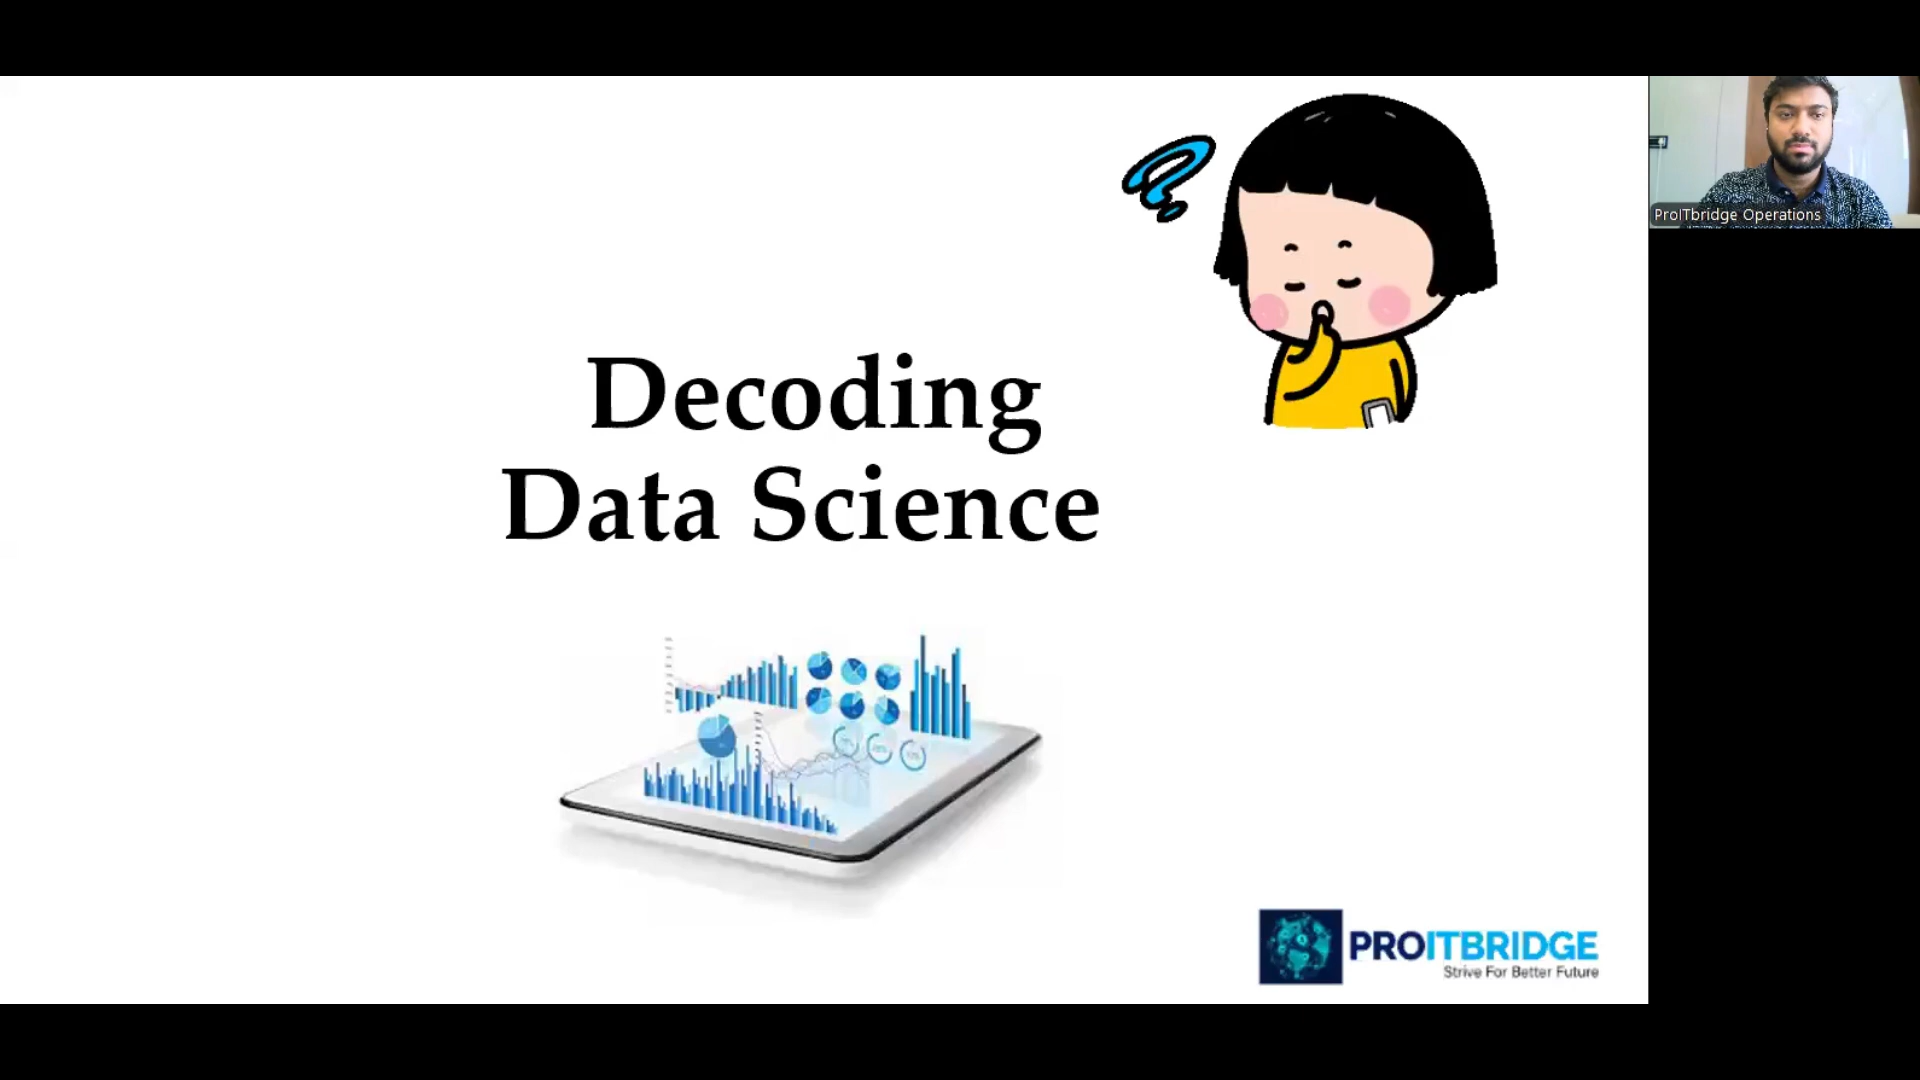 Decoding
Data Science
ProITbridge Operations
PROITBRIDGE
Strive For Better Future